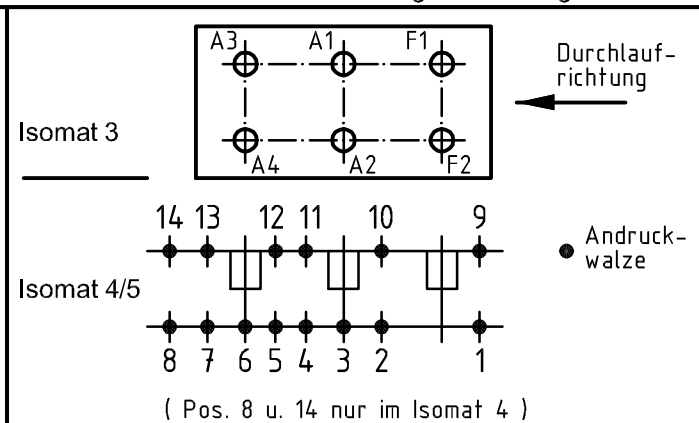 A3 A1 F1
Durchlauf-
richtung
Isomat 3
A4 A2 F2
14 13 12 11 10 9
Andruck-
walze
Isomat 4/5
8 7 6 5 4 3 2 1
( Pos. 8 u. 14 nur im Isomat 4 )